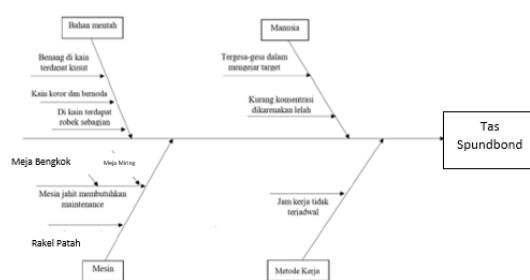 Bahan mentah
Manusia
Benang di kain
terdapat kusut
Kain kotor dan bernoda
Di kain terdapat
robek sebagian
Tergesa-gesa dalam
mengejar target
Kurang konsentrasi
dikarenakan lelah
Tas
Spundbond
Meja Bengkok
Meja Miring
Mesin jahit membutuhkan
maintenance
Rakel Patah
Jam kerja tidak
terjadwal
Mesin
Metode Kerja